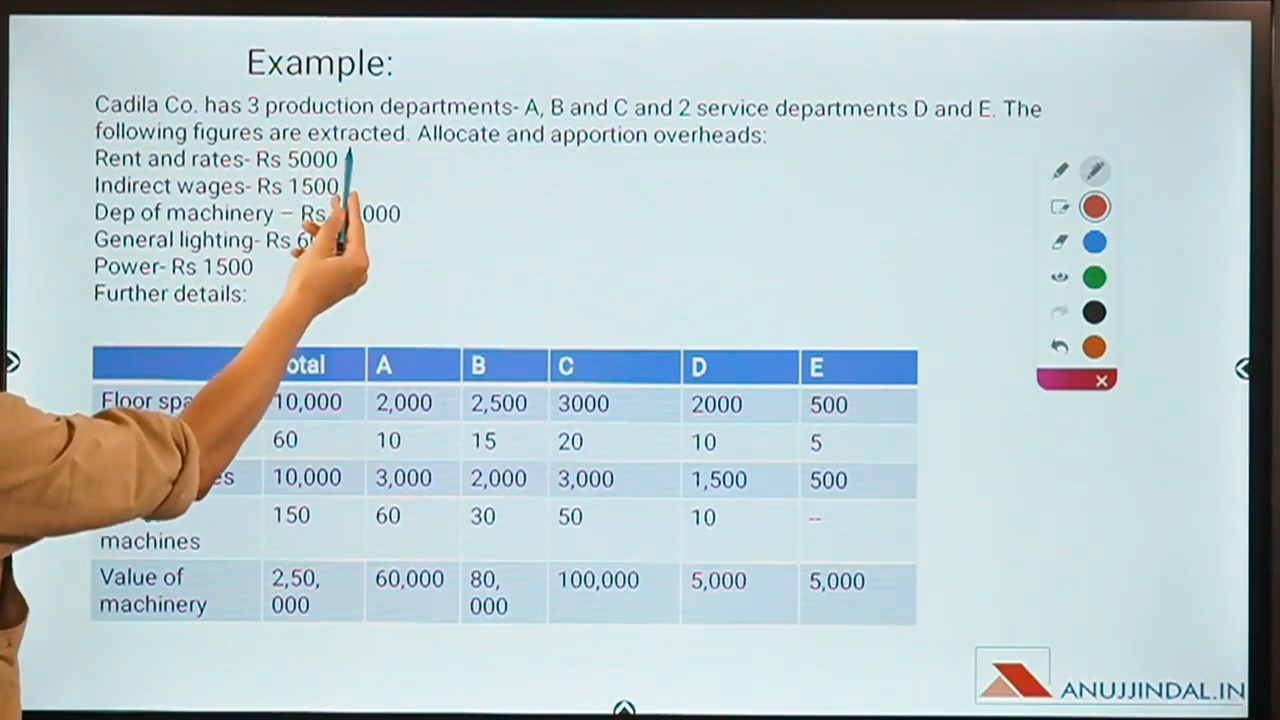 Example:
Cadila Co. has 3 production departments- A, B and C and 2 service departments D and E. The
following figures are extracted. Allocate and apportion overheads:
Rent and rates- Rs 5000
Indirect wages- Rs 1500
Dep of machinery – Rs 000
General lighting- Rs
Power- Rs 1500
Further details:
A B C D E
Floor 10,000 2,000 2,500 3000 2000 500
60 10 15 20 10 5
10,000 3,000 2,000 3,000 1,500 500
150 60 30 50 10 --
machines
Value of 2,50, 60,000 80, 100,000 5,000 5,000
machinery 000 000
ANUJJINDAL.IN